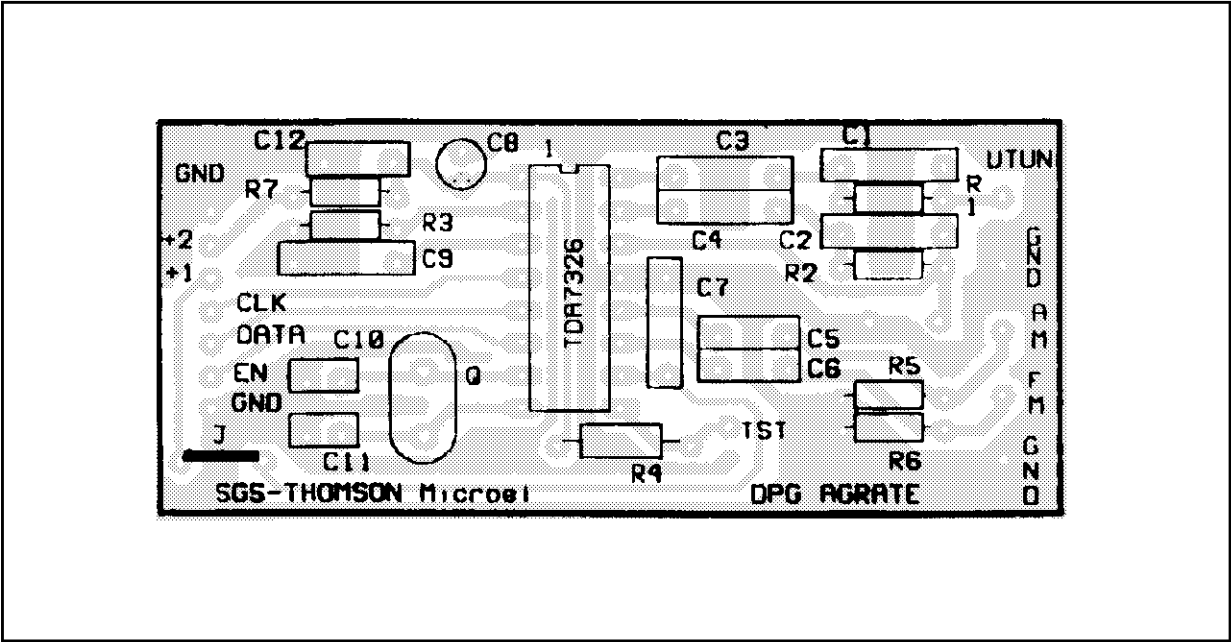 C12
C8
1
C3
C1
GND
UTUN
R7
R
1
R3
+2
C4
C2
C9
R2
+1
GND
TDA7326
C7
CLK
AM
DATA
C10
C5
EN
Q
C6
R5
FM
GND
J
TST
C11
R4
R6
GND
SGS-THOMSON Microel
DPG AGRATE